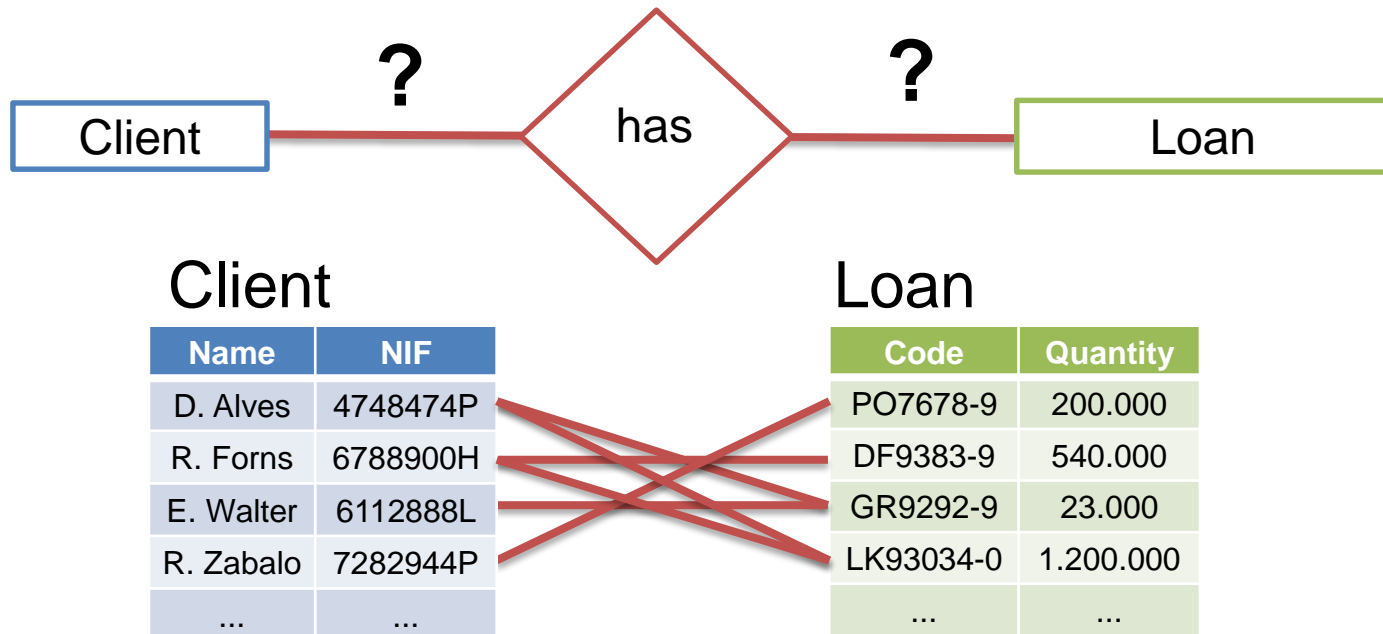 ? ?
Client has Loan
Client Loan
Name NIF Code Quantity
D. Alves 4748474P PO7678-9 200.000
R. Forns 6788900H DF9383-9 540.000
E. Walter 6112888L GR9292-9 23.000
R. Zabalo 7282944P LK93034-0 1.200.000
... ... ... ...